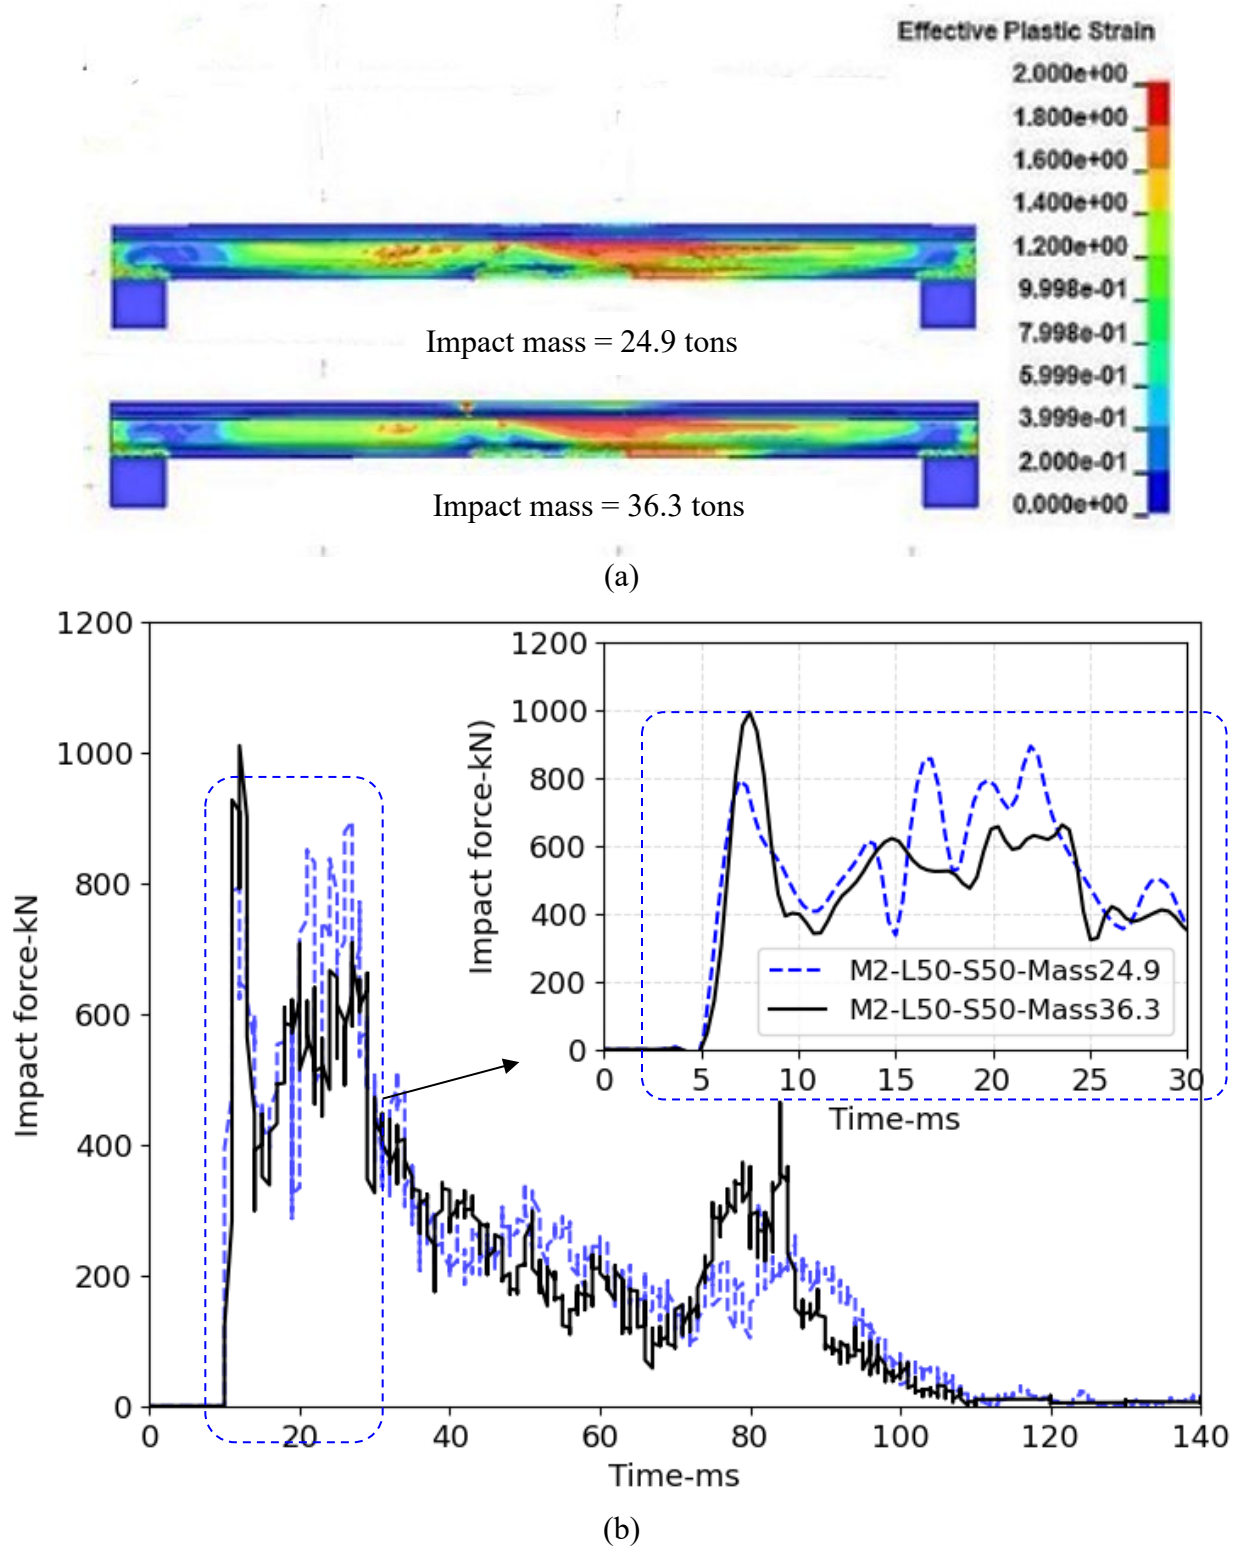 Effective Plastic Strain
2.000e+00
1.800e+00
1.600e+00
1.400e+00
1.200e+00
9.998e-01
7.998e-01
5.999e-01
3.999e-01
2.000e-01
0.000e+00
Impact mass = 24.9 tons
Impact mass = 36.3 tons
(a)
1200
1000
800
600
400
200
0
Impact force-kN
0 20 40 60 80 100 120 140
Time-ms
1200
1000
800
600
400
200
0
Impact force-kN)
M2-L50-S50-Mass24.9
M2-L50-S50-Mass36.3
0 5 10 15 20 25 30
Time-ms
(b)